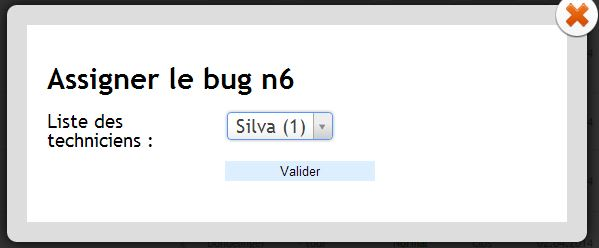 Assigner le bug n6
Liste des
techniciens :
Silva (1)
Valider